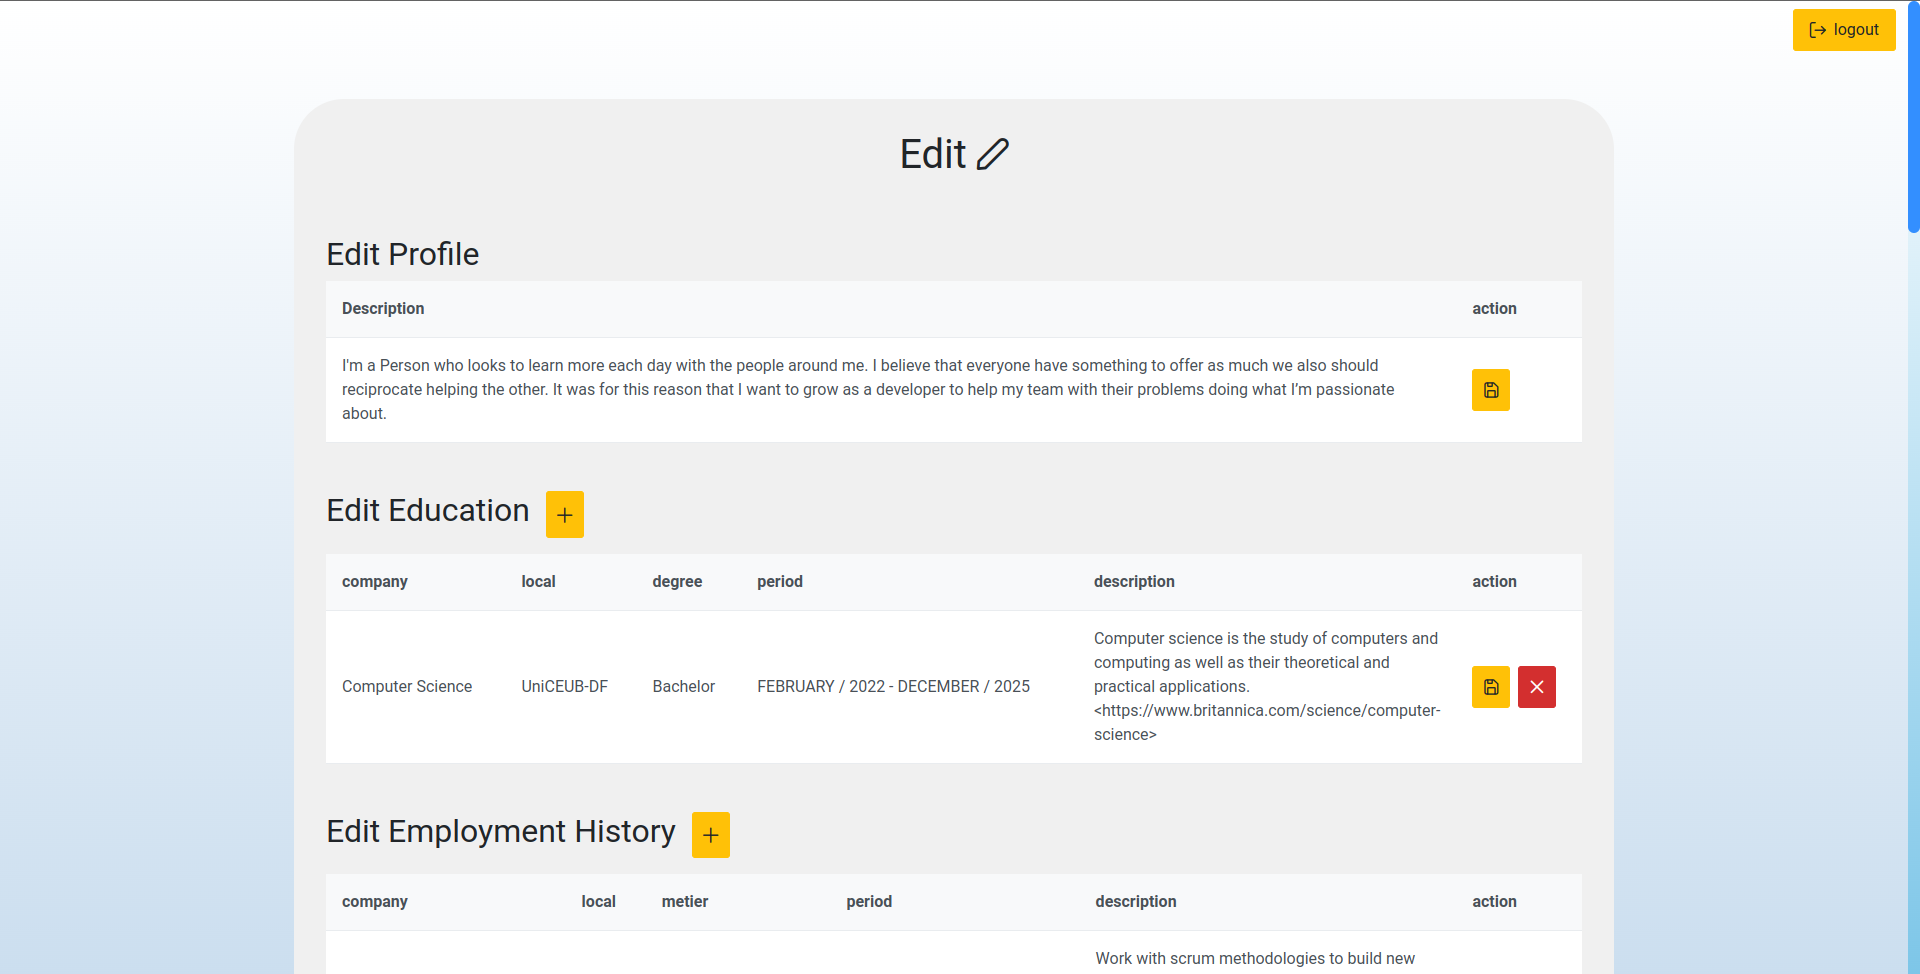 logout
Edit
Edit Profile
Description action
I'm a Person who looks to learn more each day with the people around me. I believe that everyone have something to offer as much we also should
reciprocate helping the other. It was for this reason that I want to grow as a developer to help my team with their problems doing what I’m passionate
about.
Edit Education
company local degree period description action
Computer science is the study of computers and
computing as well as their theoretical and
Computer Science UniCEUB-DF Bachelor FEBRUARY / 2022 - DECEMBER / 2025 practical applications.
<https://www.britannica.com/science/computer-
science>
Edit Employment History
company local metier period description action
Work with scrum methodologies to build new